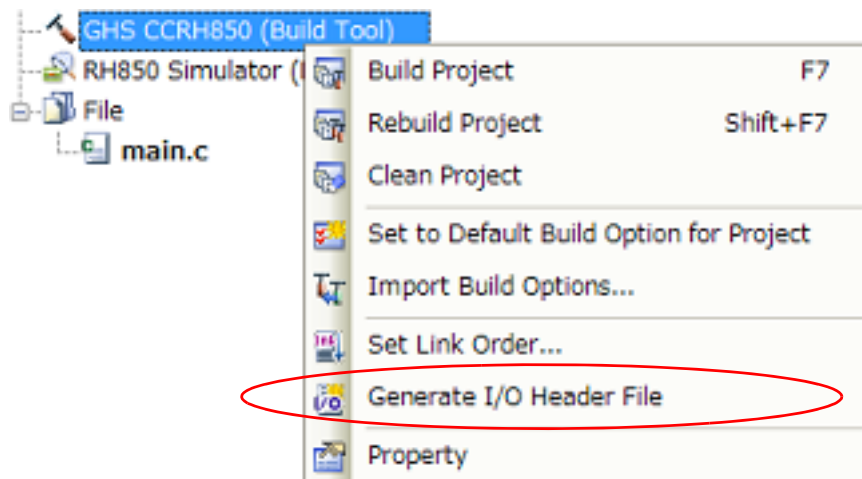 GHS CCRH850 (Build Tool)
RH850 Simulator (
File
main.c
Build Project F7
Rebuild Project Shift+F7
Clean Project
Set to Default Build Option for Project
Import Build Options...
Set Link Order...
Generate I/O Header File
Property